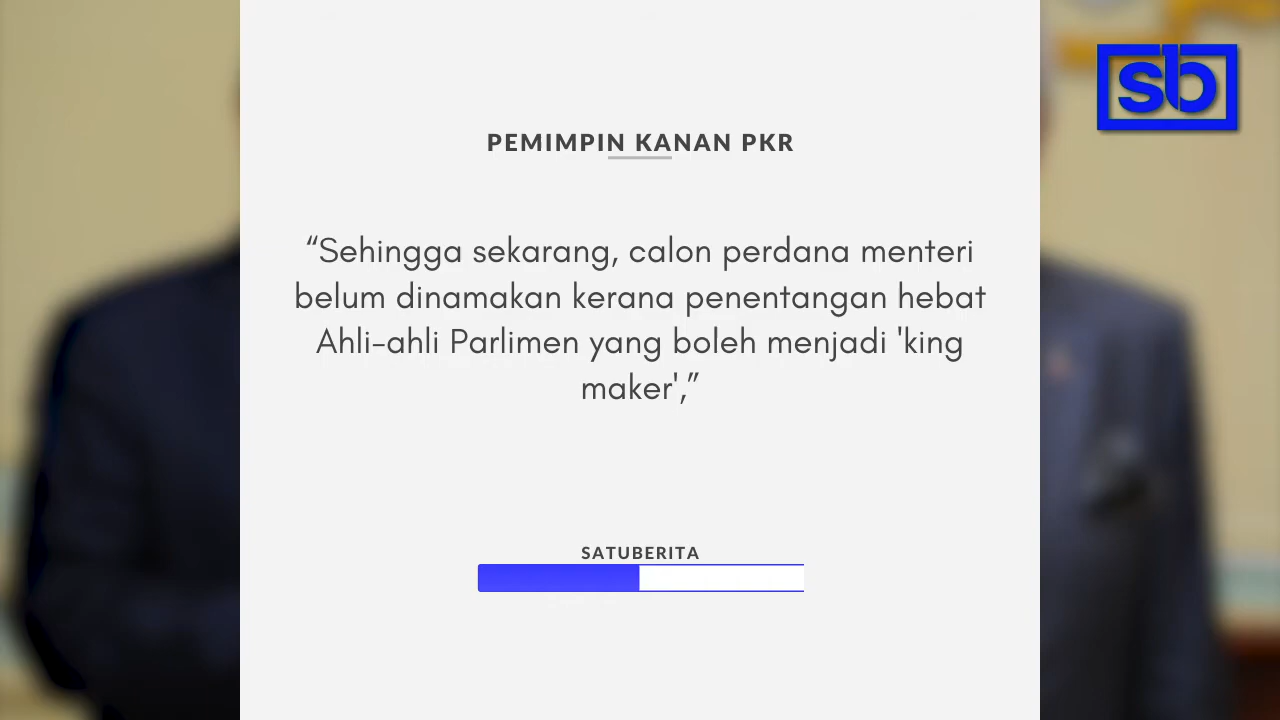 sb
PEMIMPIN KANAN PKR
“Sehingga sekarang, calon perdana menteri
belum dinamakan kerana penentangan hebat
Ahli-ahli Parlimen yang boleh menjadi 'king
maker',”
SATUBERITA